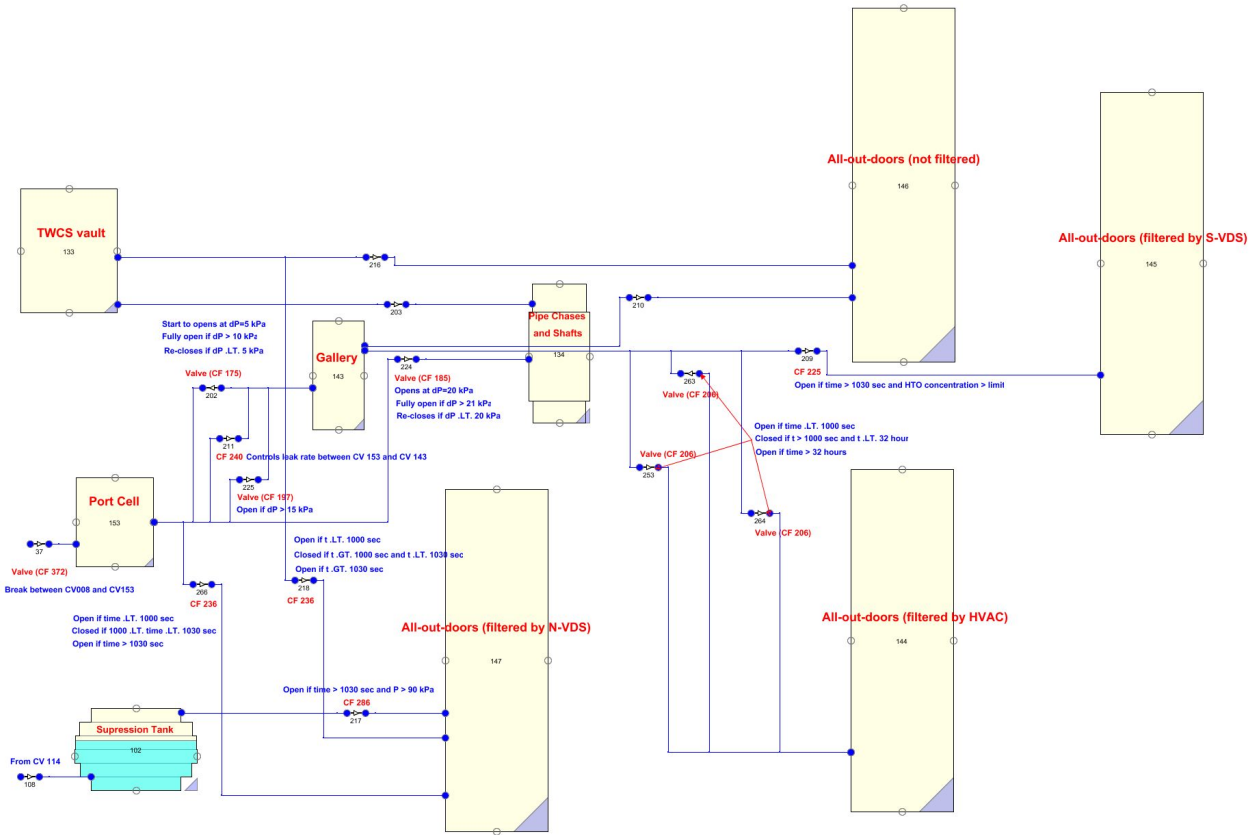 All-out-doors (not filtered)
146
All-out-doors (filtered by S-VDS)
145
TWCS vault
133
216
203
210
Pipe Chases
and Shafts
134
Start to opens at dP=5 kPa
Fully open if dP > 10 kPa
Re-closes if dP .LT. 5 kPa
Gallery
143
224
Valve (CF 185)
Opens at dP=20 kPa
Fully open if dP > 21 kPa
Re-closes if dP .LT. 20 kPa
209
CF 225
Open if time > 1030 sec and HTO concentration > limit
Valve (CF 175)
202
263
Valve (CF 206)
211
CF 240 Controls leak rate between CV 153 and CV 143
Open if time .LT. 1000 sec
Closed if t > 1000 sec and t .LT. 32 hour
Open if time > 32 hours
Valve (CF 206)
253
225
Valve (CF 197)
Open if dP > 15 kPa
Port Cell
153
264
Valve (CF 206)
37
Valve (CF 372)
Break between CV008 and CV153
Open if t .LT. 1000 sec
Closed if t .GT. 1000 sec and t .LT. 1030 sec
Open if t .GT. 1030 sec
266
CF 236
218
CF 236
Open if time .LT. 1000 sec
Closed if 1000 .LT. time .LT. 1030 sec
Open if time > 1030 sec
All-out-doors (filtered by N-VDS)
147
All-out-doors (filtered by HVAC)
144
Open if time > 1030 sec and P > 90 kPa
CF 286
217
Supression Tank
102
From CV 114
108